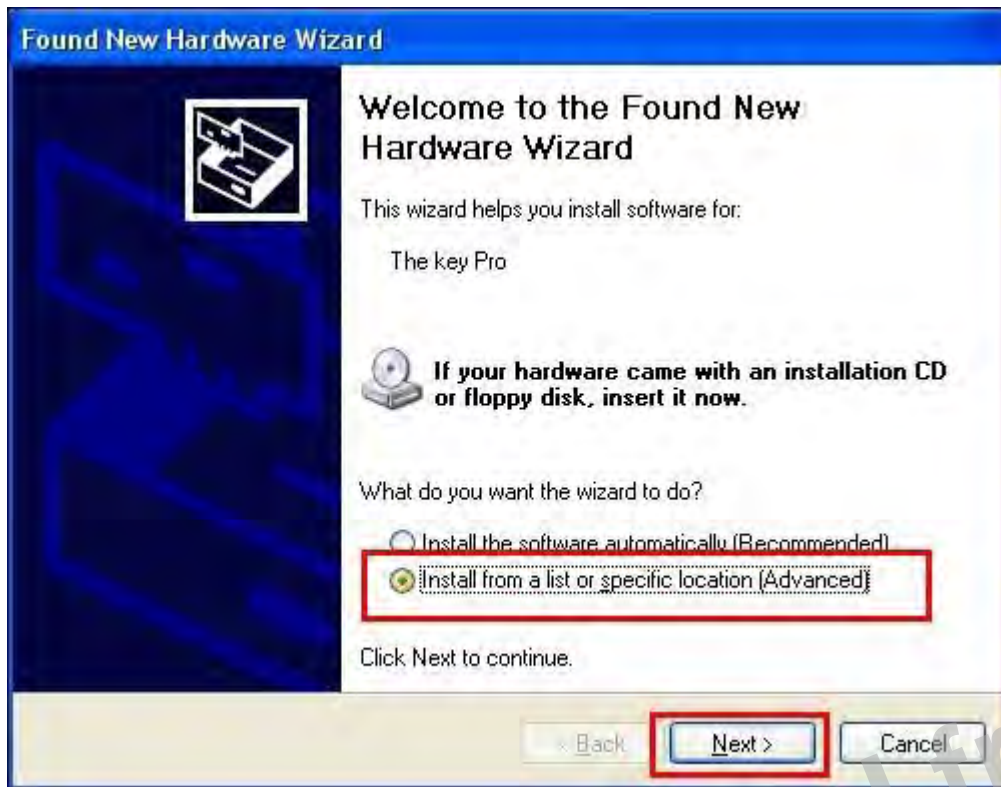 Found New Hardware Wizard
Welcome to the Found New
Hardware Wizard
This wizard helps you install software for:
The key Pro
If your hardware came with an installation CD
or floppy disk, insert it now.
What do you want the wizard to do?
Install the software automatically (Recommended)
Install from a list or specific location (Advanced)
Click Next to continue.
< Back
Next >
Cancel